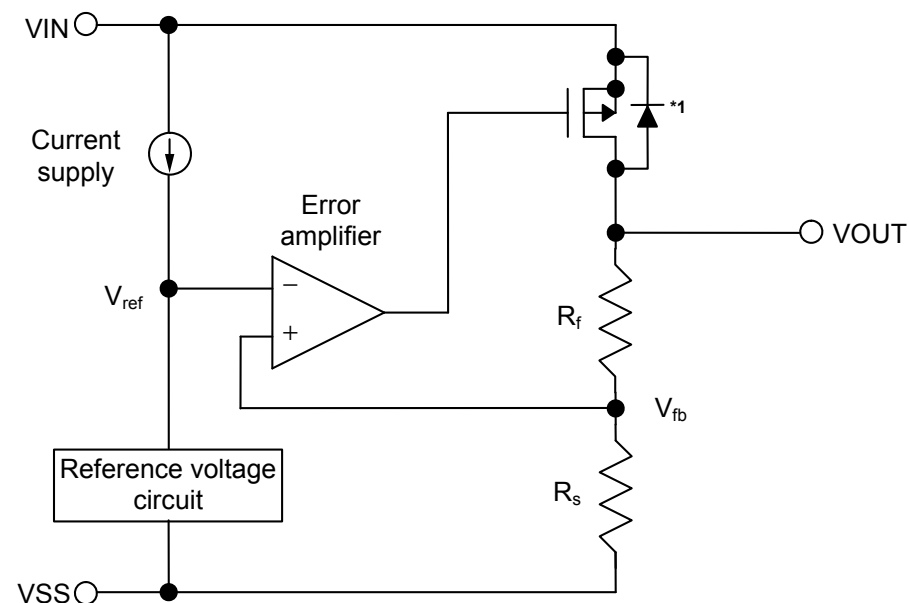 VIN
*1
Current
supply
Error
amplifier
VOUT
Vref
−
+
Rf
Vfb
Reference voltage
circuit
Rs
VSS